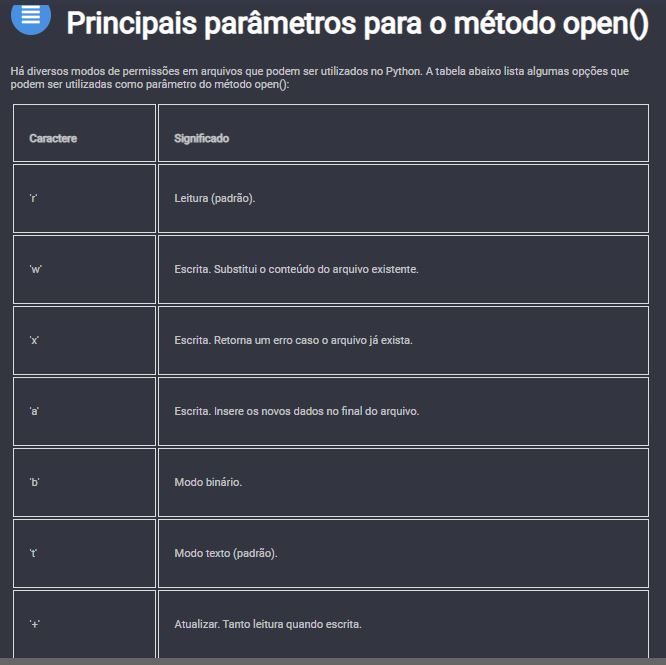 Principais parâmetros para o método open()
Há diversos modos de permissões em arquivos que podem ser utilizados no Python. A tabela abaixo lista algumas opções que
podem ser utilizadas como parâmetro do método open():
Caractere Significado
'r' Leitura (padrão).
'w' Escrita. Substitui o conteúdo do arquivo existente.
'x' Escrita. Retorna um erro caso o arquivo já exista.
'a' Escrita. Insere os novos dados no final do arquivo.
'b' Modo binário.
't' Modo texto (padrão).
'+' Atualizar. Tanto leitura quando escrita.